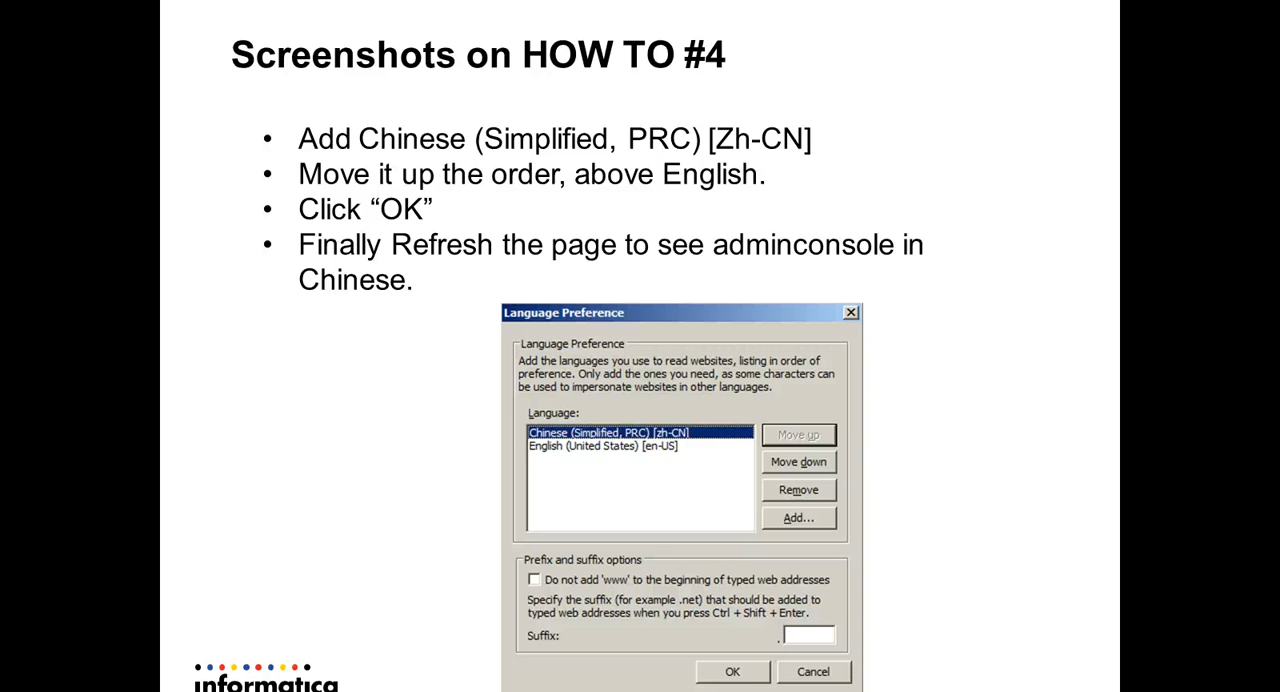 Screenshots on HOW TO #4
• Add Chinese (Simplified, PRC) [Zh-CN]
• Move it up the order, above English.
• Click “OK”
• Finally Refresh the page to see adminconsole in
Chinese.
Language Preference
Language Preference
Add the languages you use to read websites, listing in order of
preference. Only add the ones you need, as some characters can
be used to impersonate websites in other languages.
Language:
Chinese (Simplified, PRC) [zh-CN]
English (United States) [en-US]
Move up
Move down
Remove
Add...
Prefix and suffix options
Do not add 'www' to the beginning of typed web addresses
Specify the suffix (for example .net) that should be added to
typed web addresses when you press Ctrl + Shift + Enter.
Suffix: .
OK Cancel
informatica